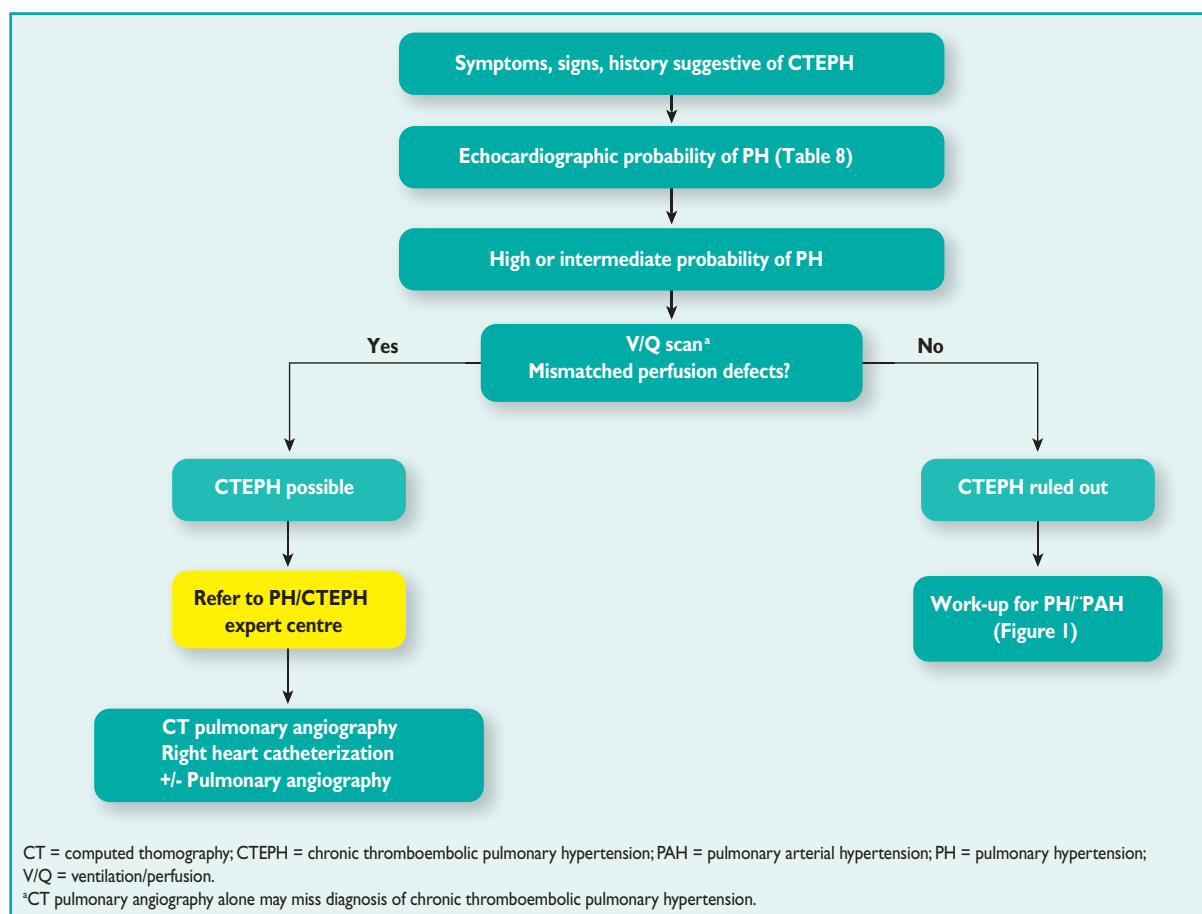 Symptoms, signs, history suggestive of CTEPH
Echocardiographic probability of PH (Table 8)
High or intermediate probability of PH
Yes
V/Q scanᵃ
Mismatched perfusion defects?
No
CTEPH possible
CTEPH ruled out
Refer to PH/CTEPH
expert centre
Work-up for PH/¨PAH
(Figure 1)
CT pulmonary angiography
Right heart catheterization
+/- Pulmonary angiography
CT = computed thomography; CTEPH = chronic thromboembolic pulmonary hypertension; PAH = pulmonary arterial hypertension; PH = pulmonary hypertension;
V/Q = ventilation/perfusion.
ᵃCT pulmonary angiography alone may miss diagnosis of chronic thromboembolic pulmonary hypertension.